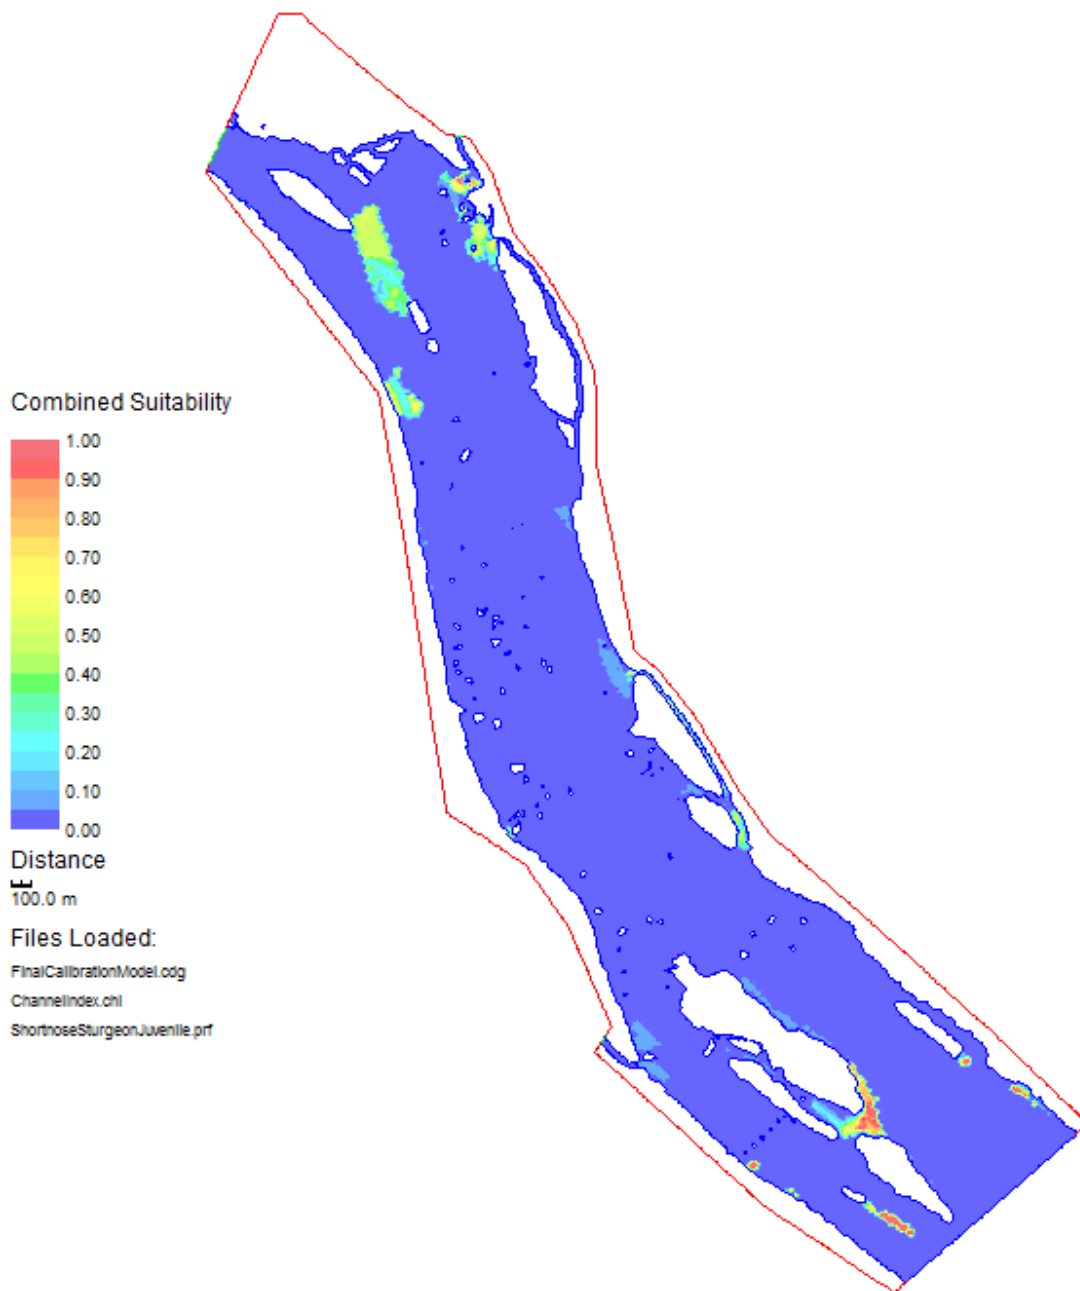 Combined Suitability
1.00
0.90
0.80
0.70
0.60
0.50
0.40
0.30
0.20
0.10
0.00
Distance
100.0 m
Files Loaded:
FinalCalibrationModel.cdg
ChannelIndex.chl
ShortnoseSturgeonJuvenile.prf